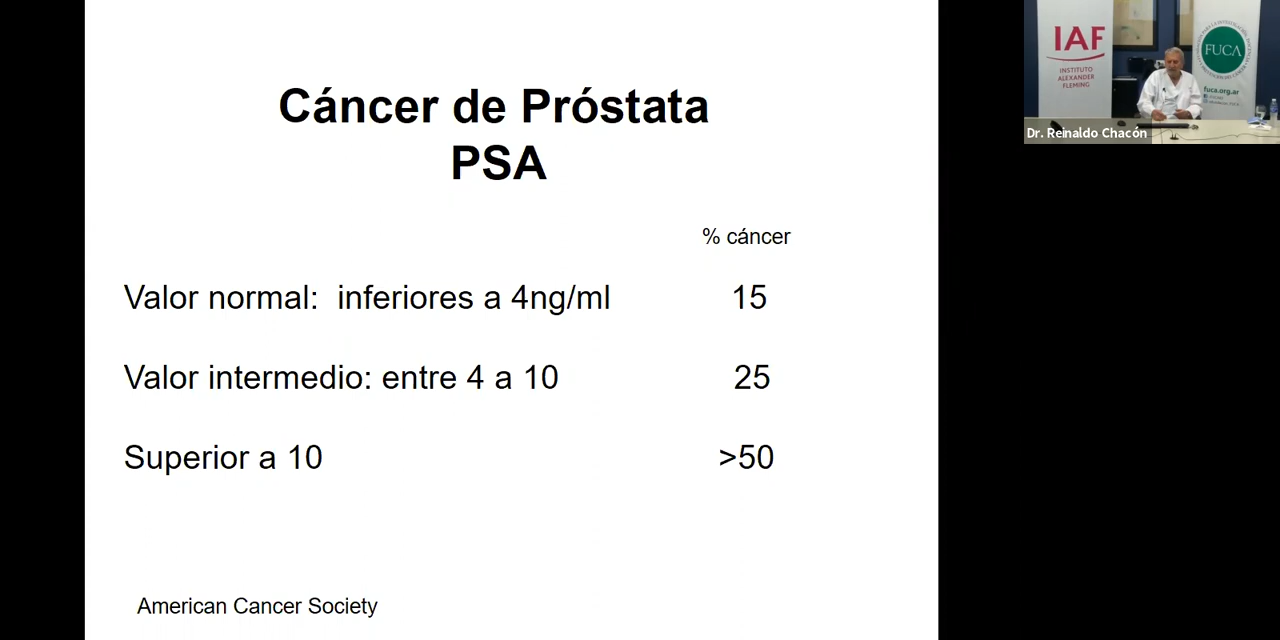 Cáncer de Próstata
PSA
% cáncer
Valor normal: inferiores a 4ng/ml 15
Valor intermedio: entre 4 a 10 25
Superior a 10 >50
American Cancer Society
IAF
INSTITUTO
ALEXANDER
FLEMING
FUCA
fuca.org.ar
Dr. Reinaldo Chacón